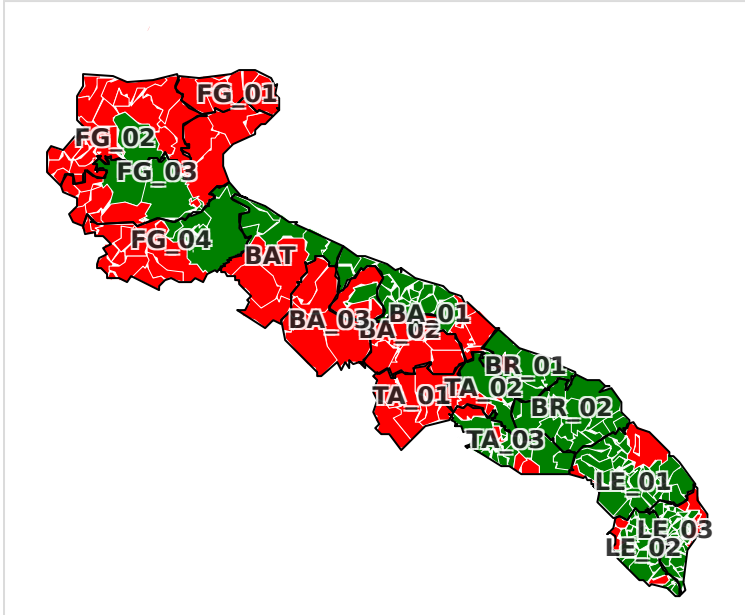 FG_01
FG_02
FG_03
FG_04
BAT
BA_01
BA_03
BA_02
BR_01
TA_02
TA_01
BR_02
TA_03
LE_01
LE_03
LE_02